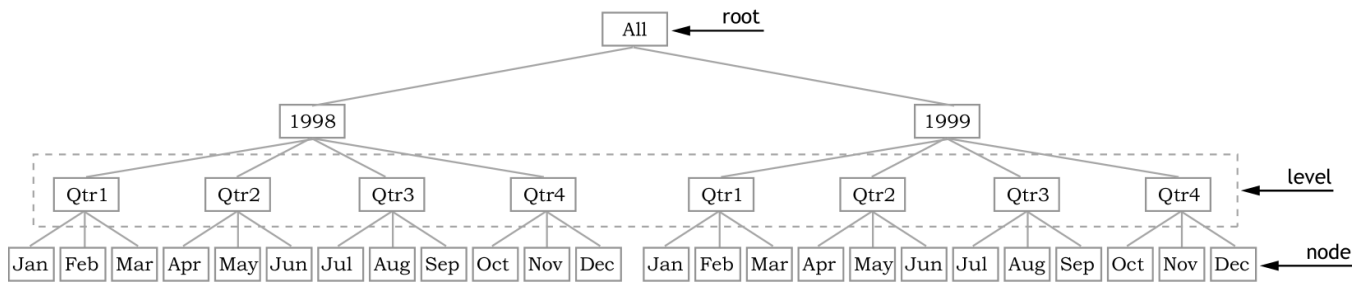 All root
1998 1999
Qtr1 Qtr2 Qtr3 Qtr4 Qtr1 Qtr2 Qtr3 Qtr4 level
Jan Feb Mar Apr May Jun Jul Aug Sep Oct Nov Dec Jan Feb Mar Apr May Jun Jul Aug Sep Oct Nov Dec node